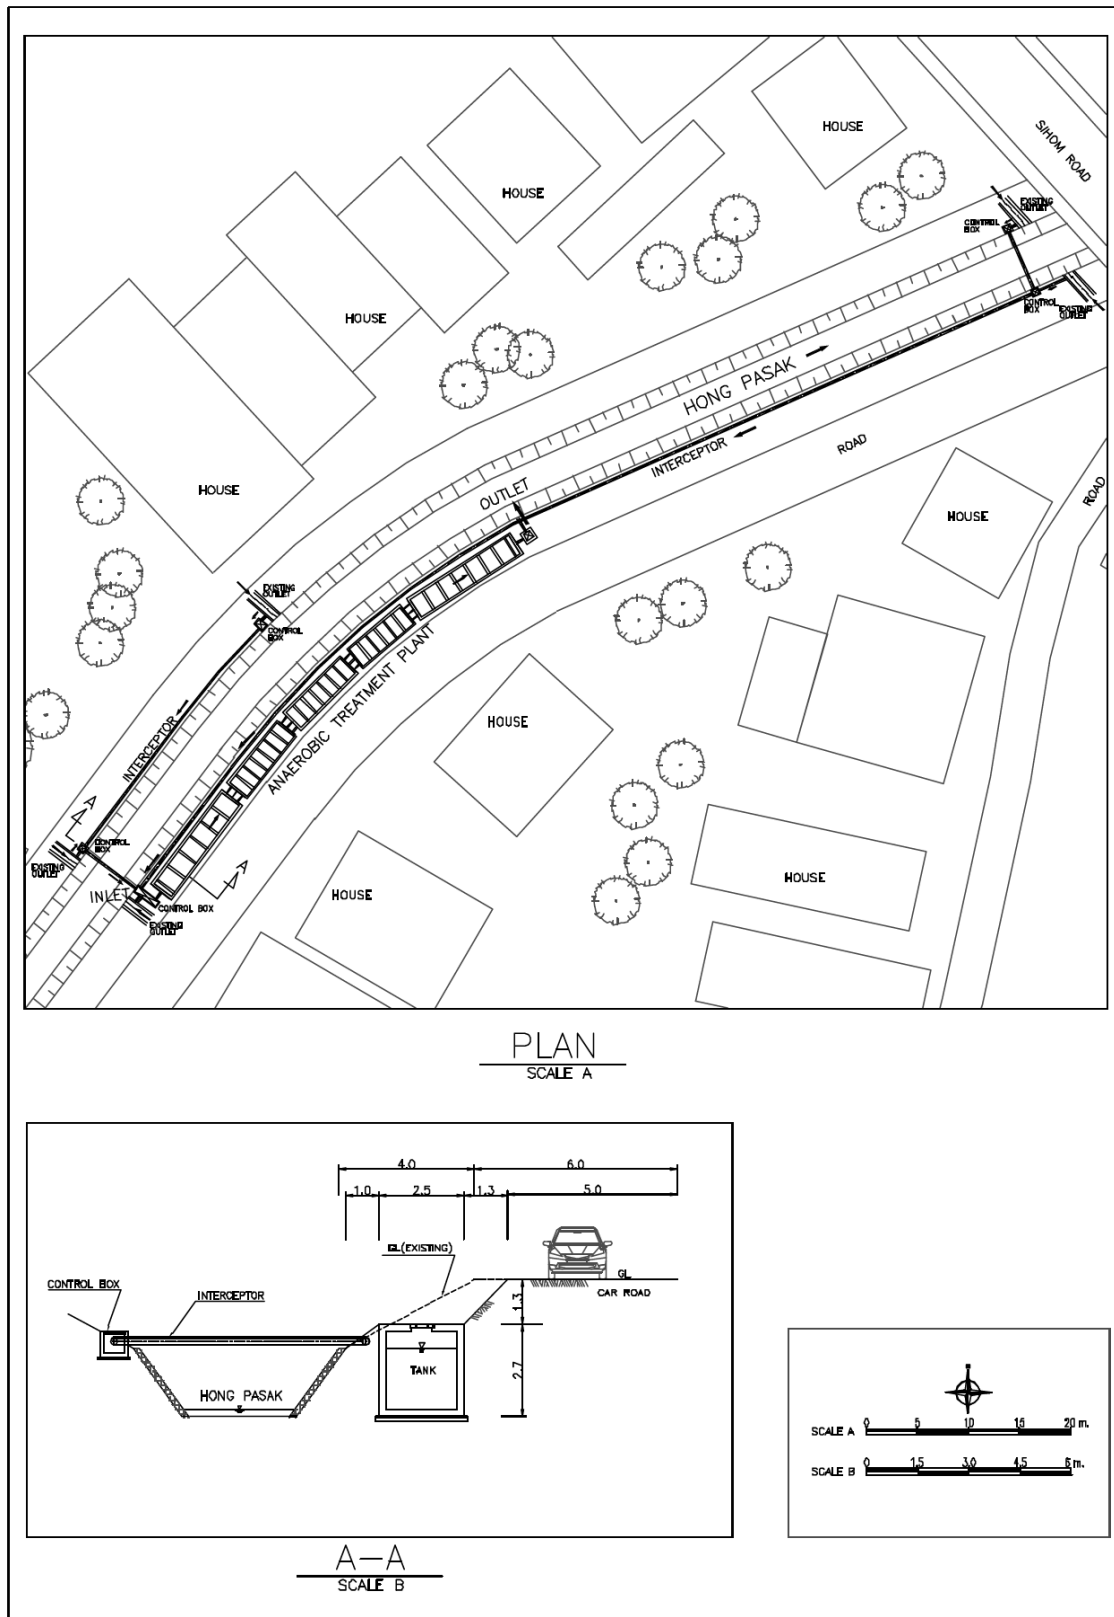 HOUSE
SIHOM ROAD
HOUSE
EXISTING
OUTLET
CONTROL
BOX
CONTROL
BOX
EXISTING
OUTLET
HOUSE
HONG PASAK
INTERCEPTOR
ROAD
HOUSE
OUTLET
ROAD
HOUSE
EXISTING
OUTLET
CONTROL
BOX
ANAEROBIC TREATMENT PLANT
HOUSE
INTERCEPTOR
A
CONTROL
BOX
EXISTING
OUTLET
A
INLET
CONTROL BOX
EXISTING
OUTLET
HOUSE
HOUSE
PLAN
SCALE A
4.0
6.0
1.0
2.5
1.3
5.0
GL(EXISTING)
CONTROL BOX
INTERCEPTOR
GL
CAR ROAD
1.3
TANK
2.7
HONG PASAK
A-A
SCALE B
N
SCALE A
0 5 10 15 20 m.
SCALE B
0 1.5 3.0 4.5 6 m.